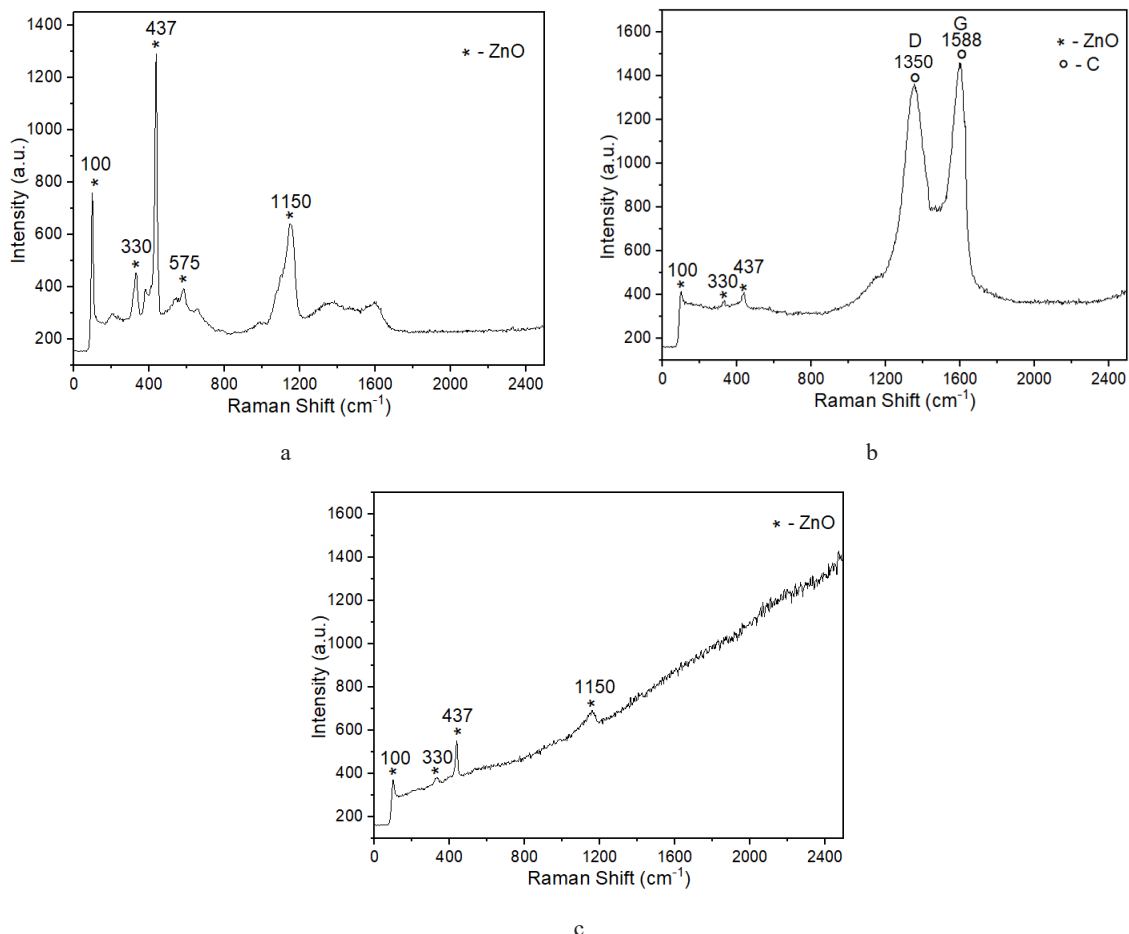 1400
1200
1000
800
600
400
200
0 400 800 1200 1600 2000 2400
Intensity (a.u.)
Raman Shift (cm⁻¹)
437
*
* - ZnO
100
*
330
*
575
*
1150
*
a
1600
1400
1200
1000
800
600
400
200
0 400 800 1200 1600 2000 2400
Intensity (a.u.)
Raman Shift (cm⁻¹)
D
1350
G
1588
* - ZnO
o - C
100
*
330
*
437
*
b
1600
1400
1200
1000
800
600
400
200
0 400 800 1200 1600 2000 2400
Intensity (a.u.)
Raman Shift (cm⁻¹)
* - ZnO
100
*
330
*
437
*
1150
*
c